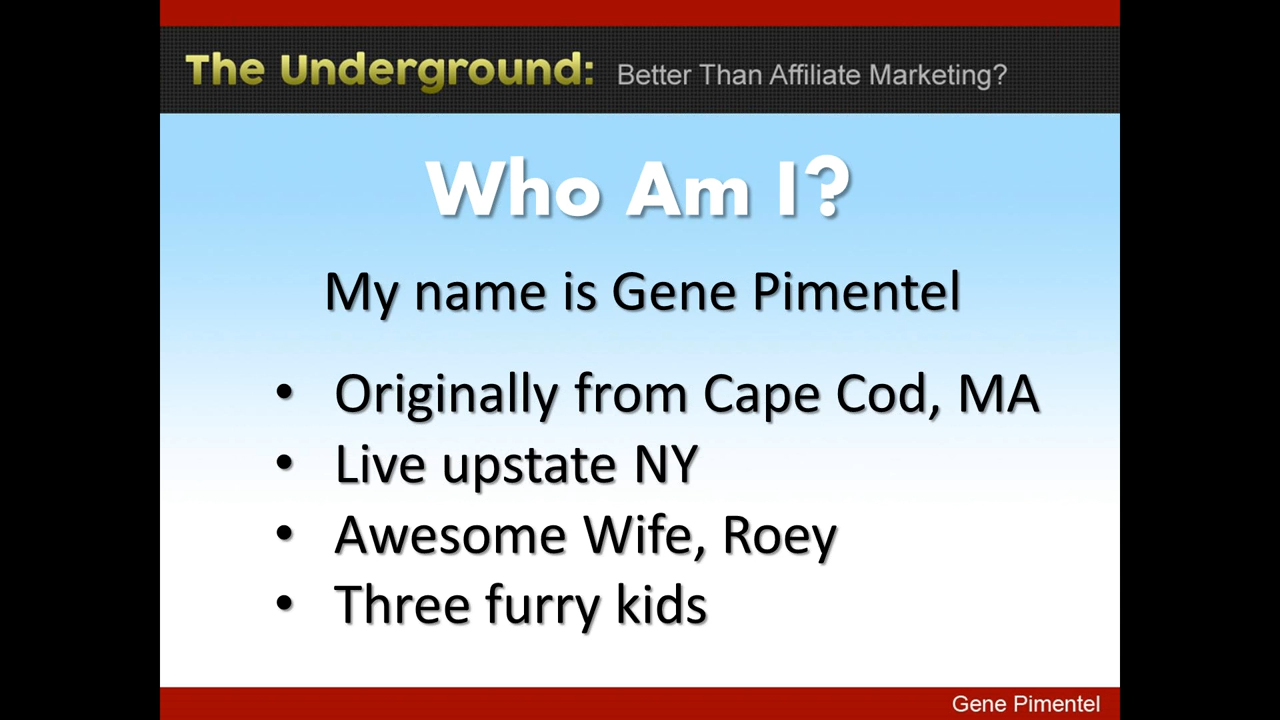 The Underground: Better Than Affiliate Marketing?
Who Am I?
My name is Gene Pimentel
• Originally from Cape Cod, MA
• Live upstate NY
• Awesome Wife, Roey
• Three furry kids
Gene Pimentel